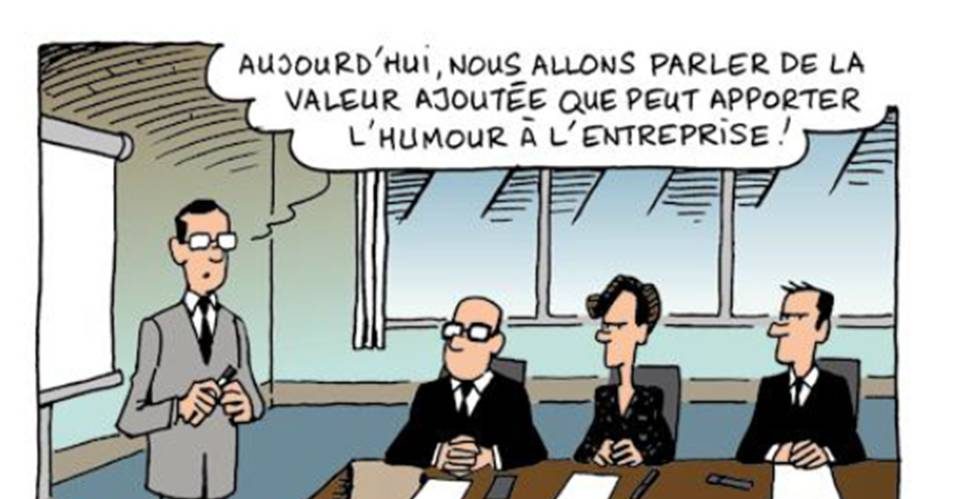 AUJOURD'HUI, NOUS ALLONS PARLER DE LA
VALEUR AJOUTÉE QUE PEUT APPORTER
L'HUMOUR À L'ENTREPRISE !